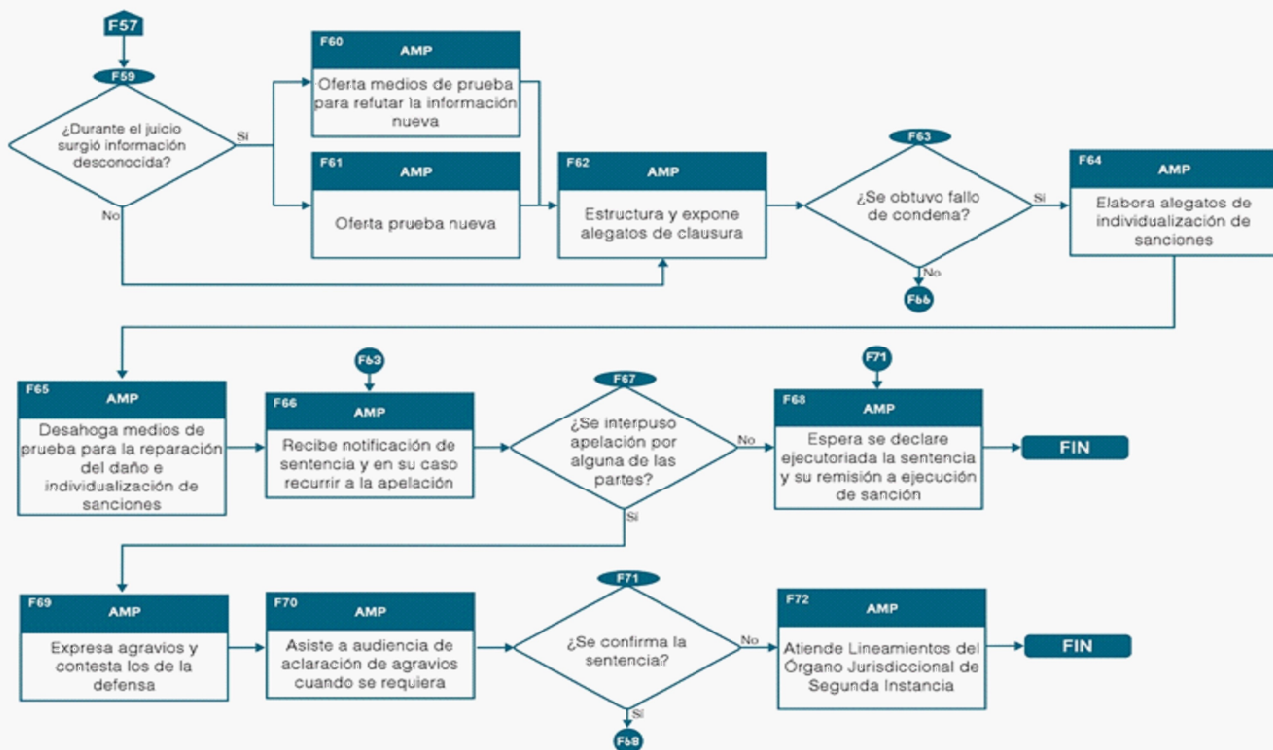 F57
F59
¿Durante el juicio
surgió información
desconocida?
Sí
No
F60
AMP
Oferta medios de prueba
para refutar la información
nueva
F61
AMP
Oferta prueba nueva
F62
AMP
Estructura y expone
alegatos de clausura
F63
¿Se obtuvo fallo
de condena?
Sí
No
F66
F64
AMP
Elabora alegatos de
individualización de
sanciones
F65
AMP
Desahoga medios de
prueba para la reparación
del daño e
individualización de
sanciones
F63
F66
AMP
Recibe notificación de
sentencia y en su caso
recurrir a la apelación
F67
¿Se interpuso
apelación por
alguna de las
partes?
No
Sí
F71
F68
AMP
Espera se declare
ejecutoriada la sentencia
y su remisión a ejecución
de sanción
FIN
F69
AMP
Expresa agravios y
contesta los de la
defensa
F70
AMP
Asiste a audiencia de
aclaración de agravios
cuando se requiera
F71
¿Se confirma la
sentencia?
No
Sí
F68
F72
AMP
Atiende Lineamientos del
Órgano Jurisdiccional de
Segunda Instancia
FIN